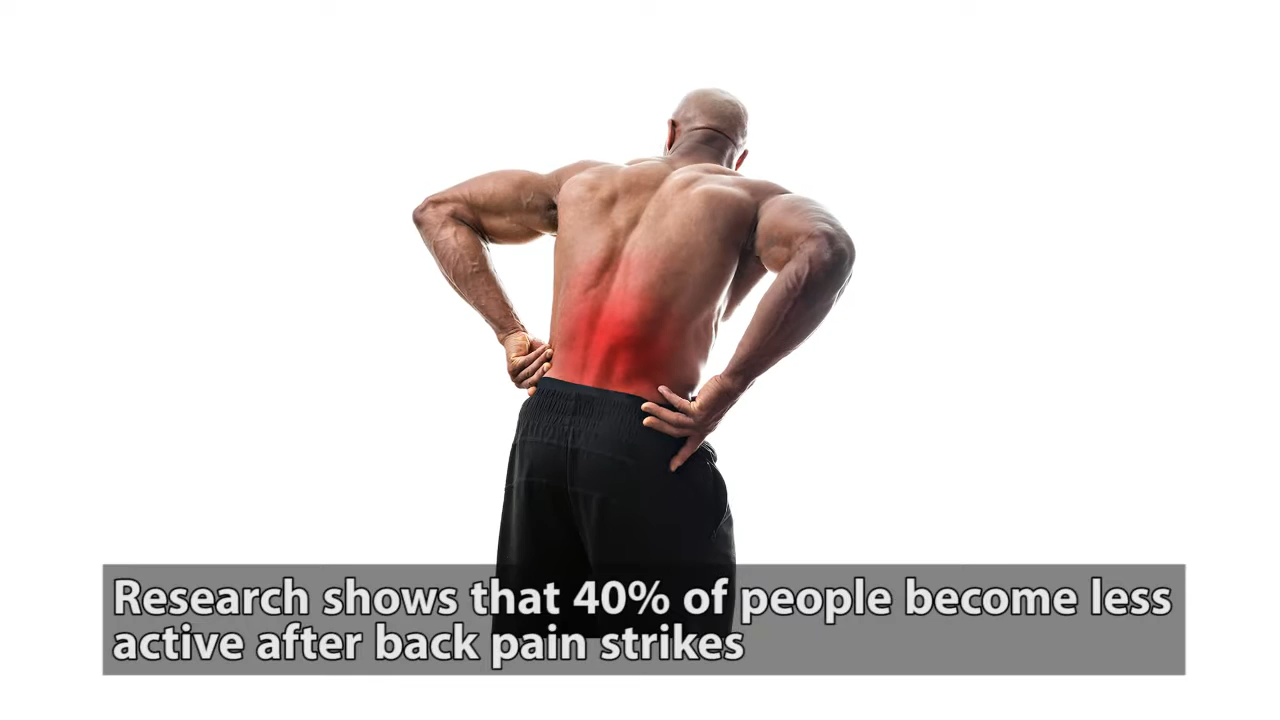 Research shows that 40% of people become less
active after back pain strikes